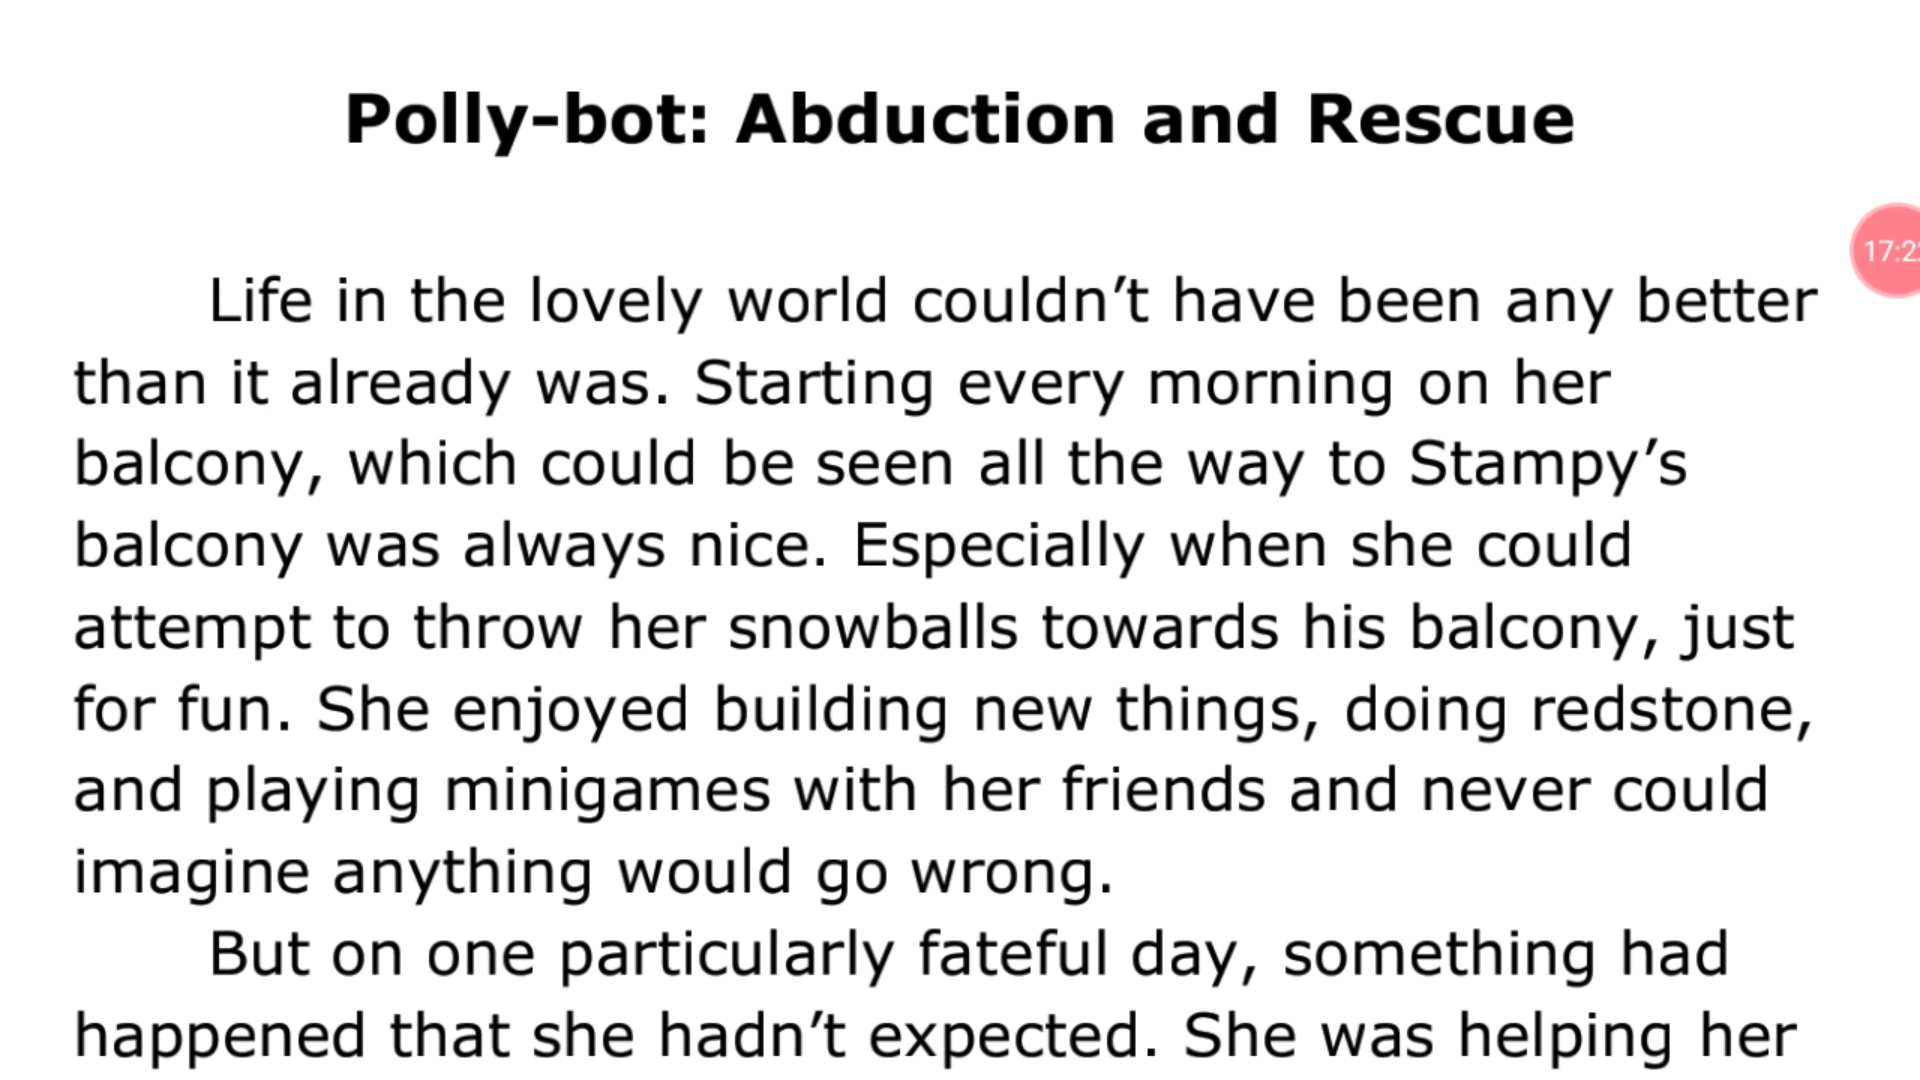 Polly-bot: Abduction and Rescue
Life in the lovely world couldn’t have been any better
than it already was. Starting every morning on her
balcony, which could be seen all the way to Stampy’s
balcony was always nice. Especially when she could
attempt to throw her snowballs towards his balcony, just
for fun. She enjoyed building new things, doing redstone,
and playing minigames with her friends and never could
imagine anything would go wrong.
But on one particularly fateful day, something had
happened that she hadn’t expected. She was helping her